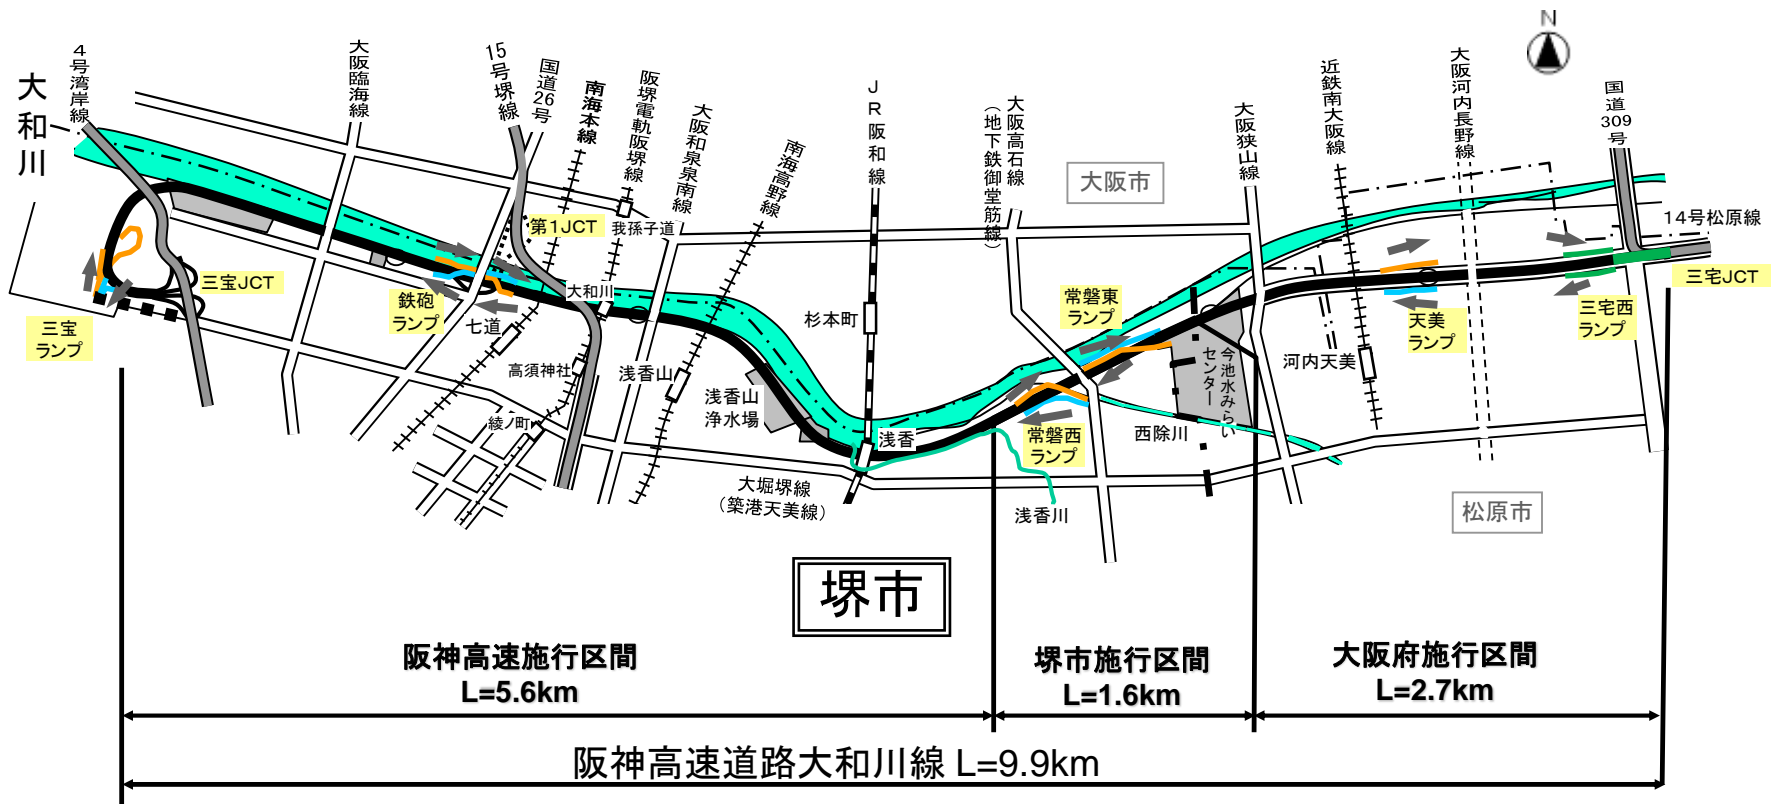 N
大和川
4号湾岸線
大阪臨海線
15号堺線
国道26号
南海本線
阪堺電軌阪堺線
大阪和泉泉南線
南海高野線
JR阪和線
大阪高石線
（地下鉄御堂筋線）
大阪狭山線
近鉄南大阪線
大阪河内長野線
国道309号
大阪市
14号松原線
第1JCT
我孫子道
三宝JCT
三宝
ランプ
鉄砲
ランプ
大和川
七道
高須神社
綾ノ町
浅香山
浅香山
浄水場
杉本町
浅香
大堀堺線
（築港天美線）
常磐東
ランプ
常磐西
ランプ
浅香川
西除川
今池水みらい
センター
河内天美
天美
ランプ
三宅西
ランプ
三宅JCT
松原市
堺市
阪神高速施行区間
L=5.6km
堺市施行区間
L=1.6km
大阪府施行区間
L=2.7km
阪神高速道路大和川線 L=9.9km